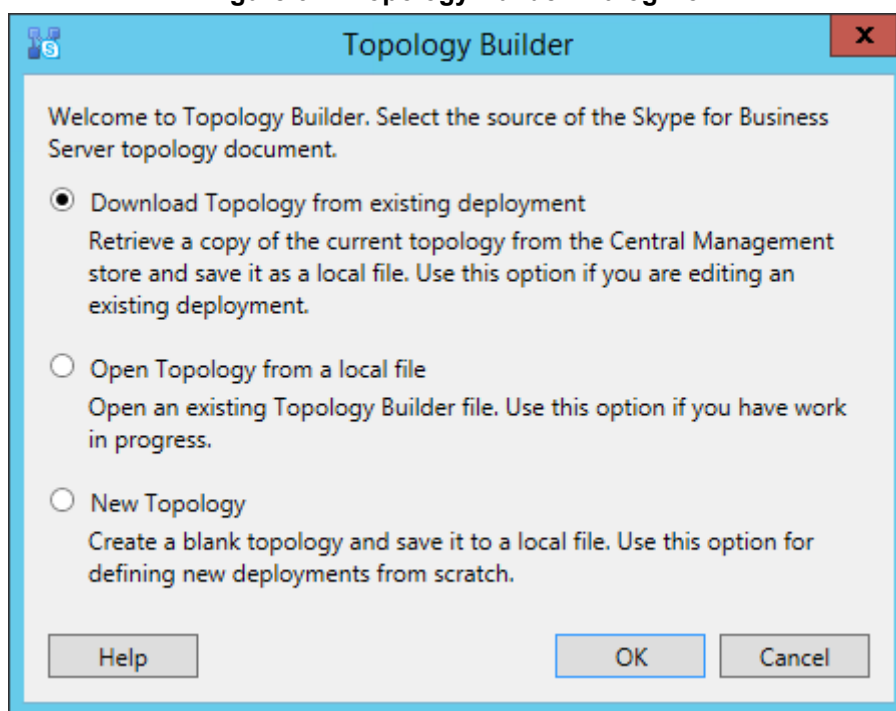 Topology Builder
x
Welcome to Topology Builder. Select the source of the Skype for Business
Server topology document.
Download Topology from existing deployment
Retrieve a copy of the current topology from the Central Management
store and save it as a local file. Use this option if you are editing an
existing deployment.
Open Topology from a local file
Open an existing Topology Builder file. Use this option if you have work
in progress.
New Topology
Create a blank topology and save it to a local file. Use this option for
defining new deployments from scratch.
Help OK Cancel